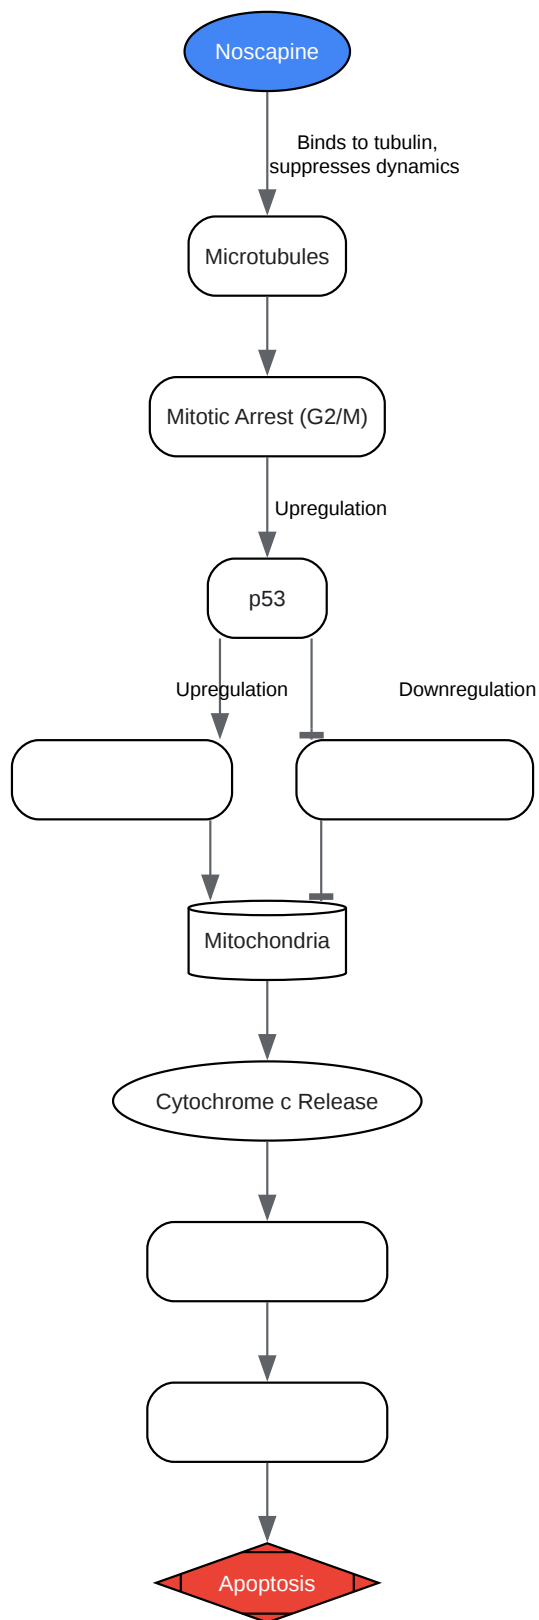 Noscapine
Binds to tubulin,
suppresses dynamics
Microtubules
Mitotic Arrest (G2/M)
Upregulation
p53
Upregulation
Downregulation
Mitochondria
Cytochrome c Release
Apoptosis